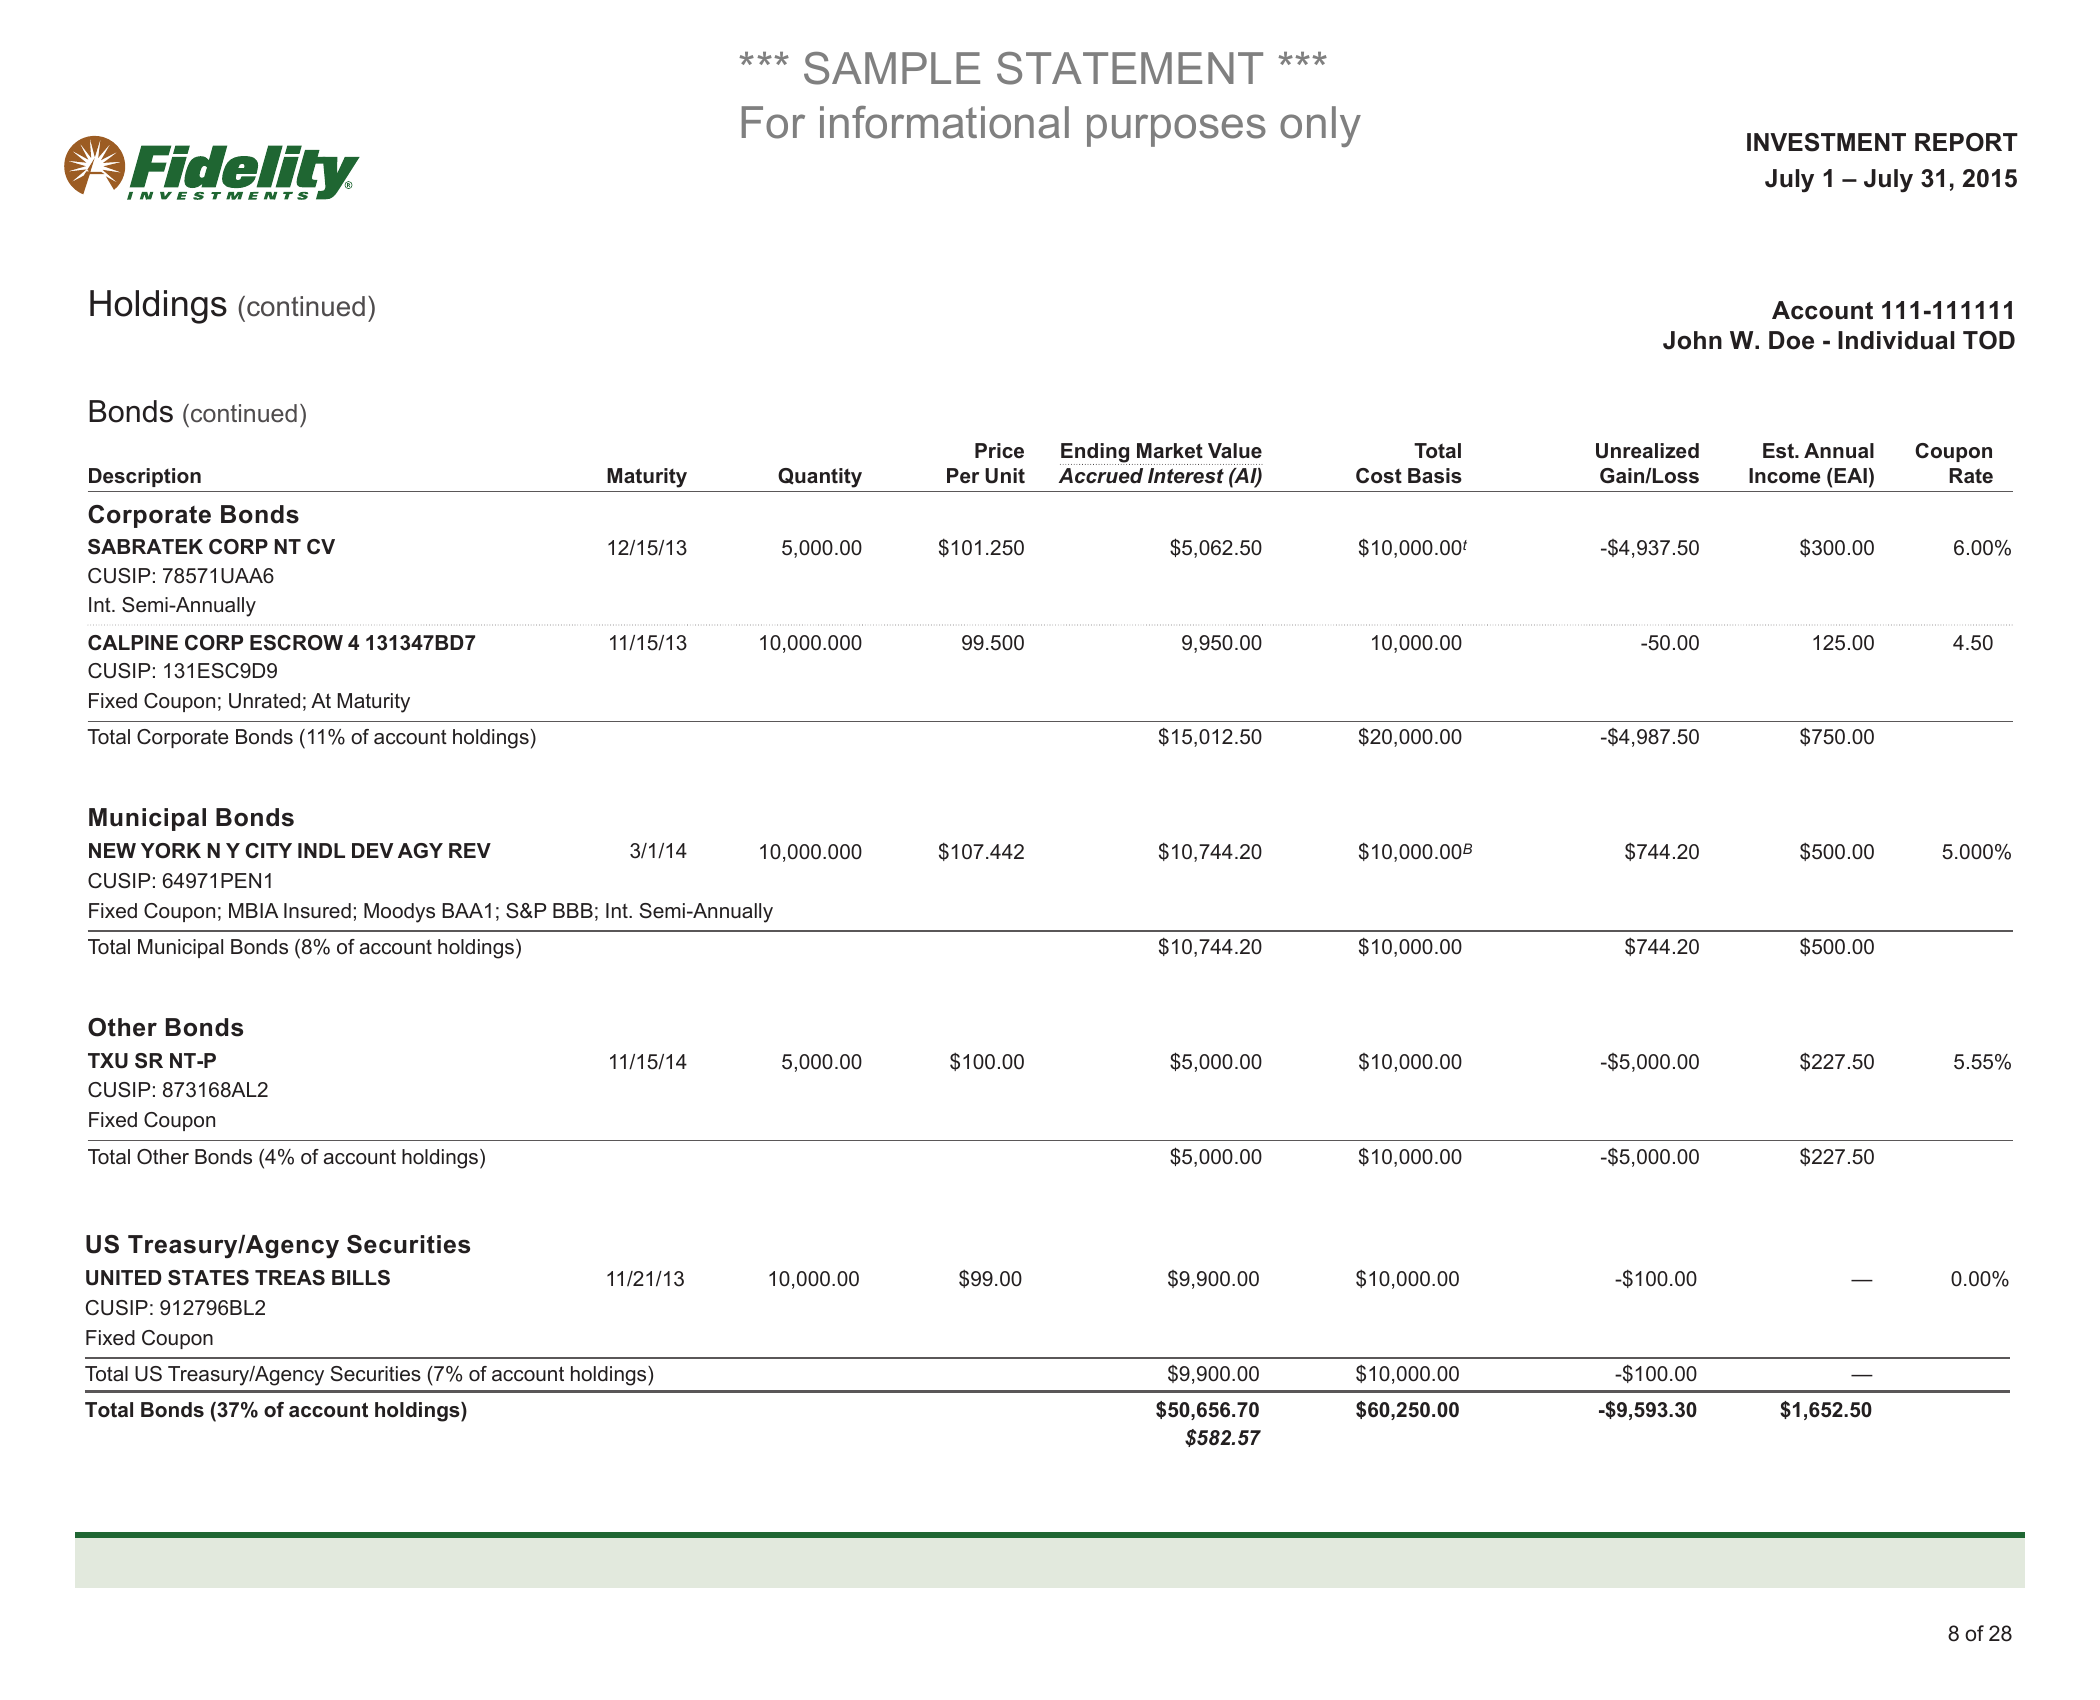 *** SAMPLE STATEMENT ***
For informational purposes only
Fidelity®
INVESTMENTS
INVESTMENT REPORT
July 1 – July 31, 2015
Holdings (continued)
Account 111-111111
John W. Doe - Individual TOD
Bonds (continued)
Price Ending Market Value Total Unrealized Est. Annual Coupon
Description Maturity Quantity Per Unit Accrued Interest (AI) Cost Basis Gain/Loss Income (EAI) Rate
Corporate Bonds
SABRATEK CORP NT CV 12/15/13 5,000.00 $101.250 $5,062.50 $10,000.00t -$4,937.50 $300.00 6.00%
CUSIP: 78571UAA6
Int. Semi-Annually
CALPINE CORP ESCROW 4 131347BD7 11/15/13 10,000.000 99.500 9,950.00 10,000.00 -50.00 125.00 4.50
CUSIP: 131ESC9D9
Fixed Coupon; Unrated; At Maturity
Total Corporate Bonds (11% of account holdings) $15,012.50 $20,000.00 -$4,987.50 $750.00
Municipal Bonds
NEW YORK N Y CITY INDL DEV AGY REV 3/1/14 10,000.000 $107.442 $10,744.20 $10,000.00B $744.20 $500.00 5.000%
CUSIP: 64971PEN1
Fixed Coupon; MBIA Insured; Moodys BAA1; S&P BBB; Int. Semi-Annually
Total Municipal Bonds (8% of account holdings) $10,744.20 $10,000.00 $744.20 $500.00
Other Bonds
TXU SR NT-P 11/15/14 5,000.00 $100.00 $5,000.00 $10,000.00 -$5,000.00 $227.50 5.55%
CUSIP: 873168AL2
Fixed Coupon
Total Other Bonds (4% of account holdings) $5,000.00 $10,000.00 -$5,000.00 $227.50
US Treasury/Agency Securities
UNITED STATES TREAS BILLS 11/21/13 10,000.00 $99.00 $9,900.00 $10,000.00 -$100.00 — 0.00%
CUSIP: 912796BL2
Fixed Coupon
Total US Treasury/Agency Securities (7% of account holdings) $9,900.00 $10,000.00 -$100.00 —
Total Bonds (37% of account holdings) $50,656.70 $60,250.00 -$9,593.30 $1,652.50
$582.57
8 of 28